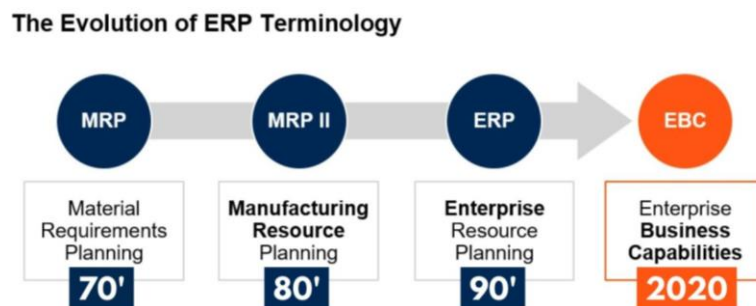 The Evolution of ERP Terminology
MRP
MRP II
ERP
EBC
Material
Requirements
Planning
70'
Manufacturing
Resource
Planning
80'
Enterprise
Resource
Planning
90'
Enterprise
Business
Capabilities
2020